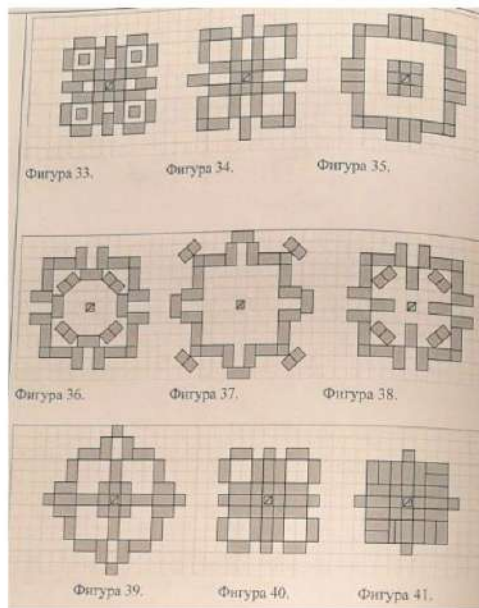 Фигура 33.
Фигура 34.
Фигура 35.
Фигура 36.
Фигура 37.
Фигура 38.
Фигура 39.
Фигура 40.
Фигура 41.